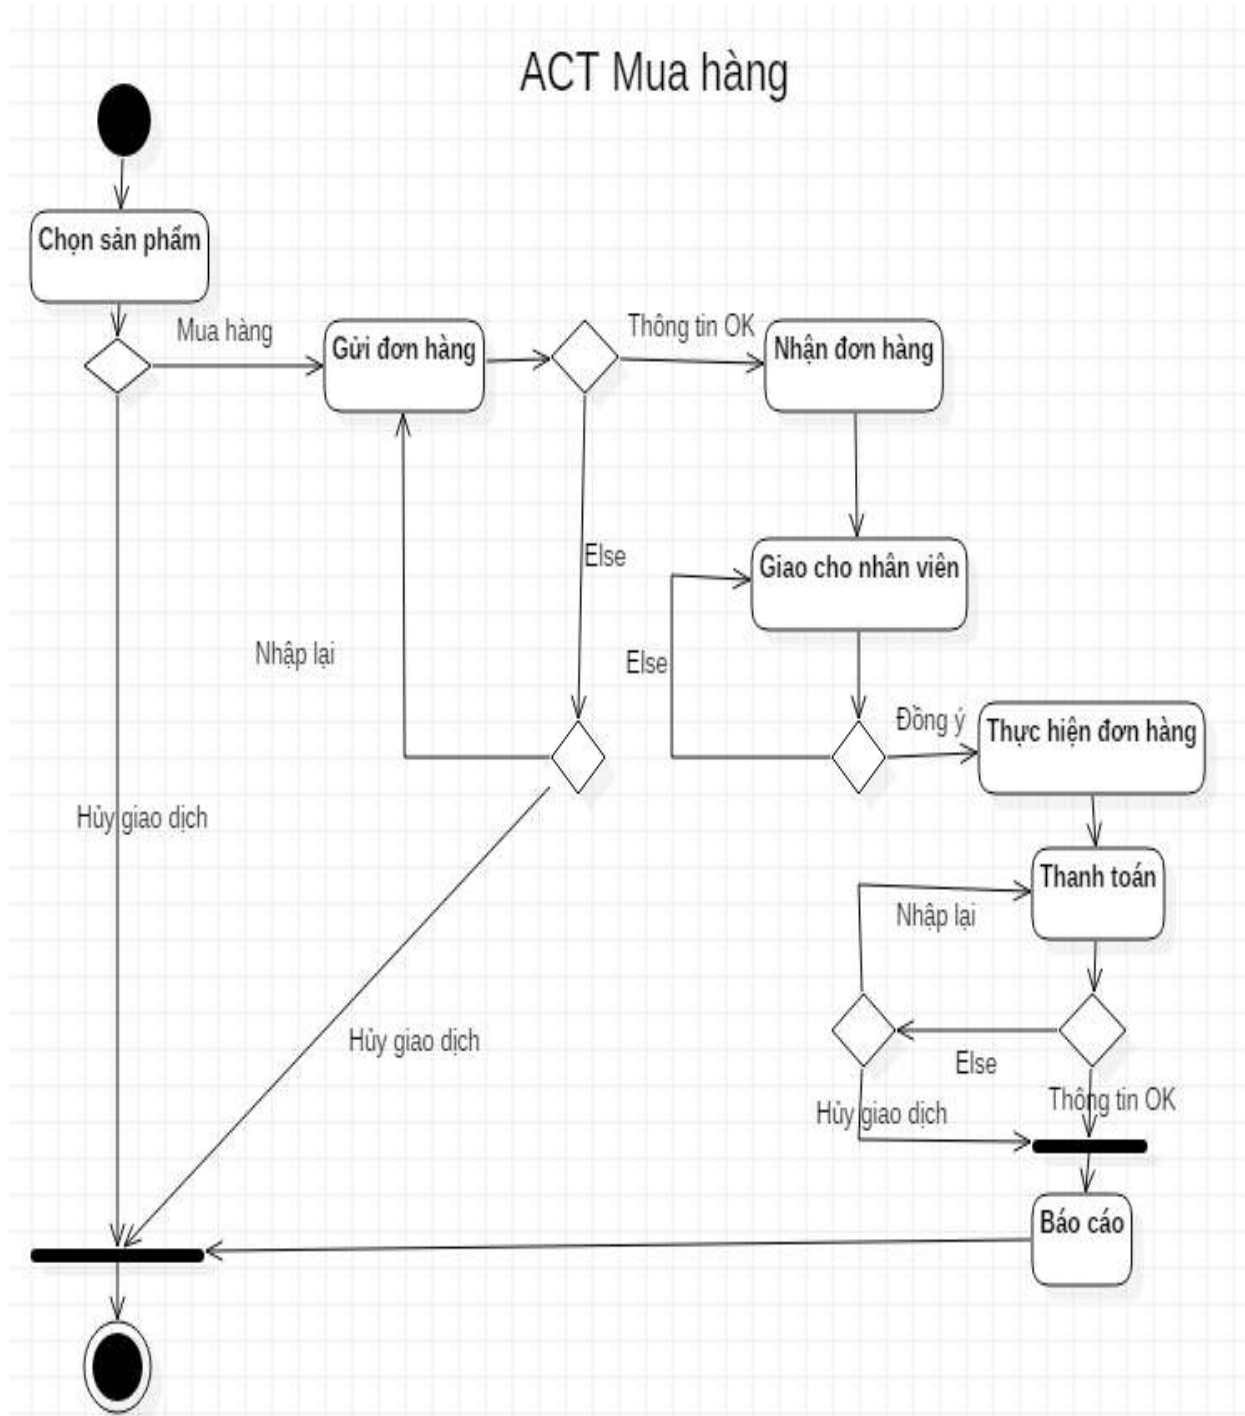 ACT Mua hàng
Chọn sản phẩm
Mua hàng
Gửi đơn hàng
Thông tin OK
Nhận đơn hàng
Else
Giao cho nhân viên
Nhập lại
Else
Đồng ý
Thực hiện đơn hàng
Hủy giao dịch
Thanh toán
Nhập lại
Hủy giao dịch
Else
Thông tin OK
Hủy giao dịch
Báo cáo